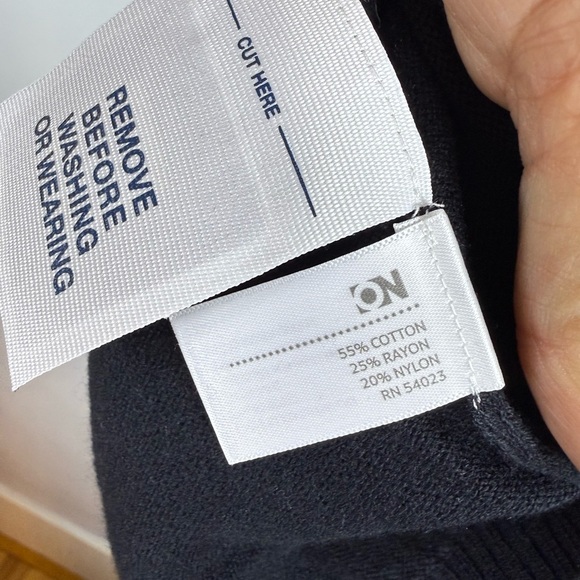 CUT HERE
REMOVE
BEFORE
WASHING
OR WEARING
ON
55% COTTON
25% RAYON
20% NYLON
RN 54023